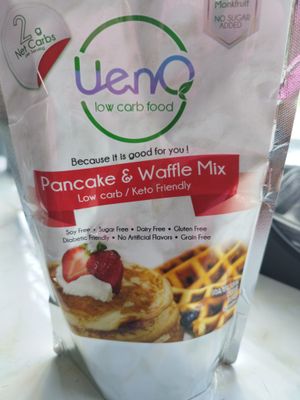 Monkfruit
NO SUGAR
ADDED
2g
Net Carbs
UenO
low carb food
Because it is good for you!
Pancake & Waffle Mix
Low carb / Keto Friendly
Soy Free • Sugar Free • Dairy Free • Gluten Free
Diabetic Friendly • No Artificial Flavors • Grain Free